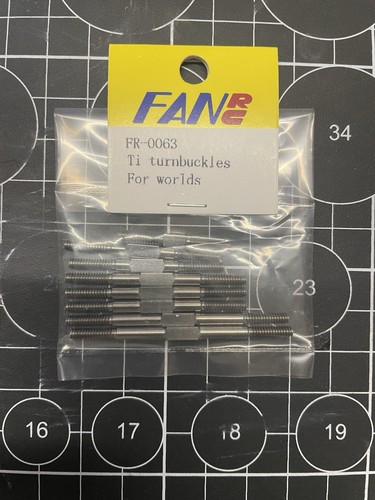 FANRC
FR-0063
Ti turnbuckles
For worlds
34
23
16
17
18
19